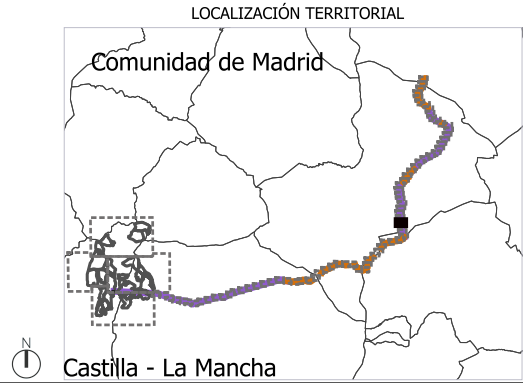 LOCALIZACIÓN TERRITORIAL
Comunidad de Madrid
N
Castilla - La Mancha